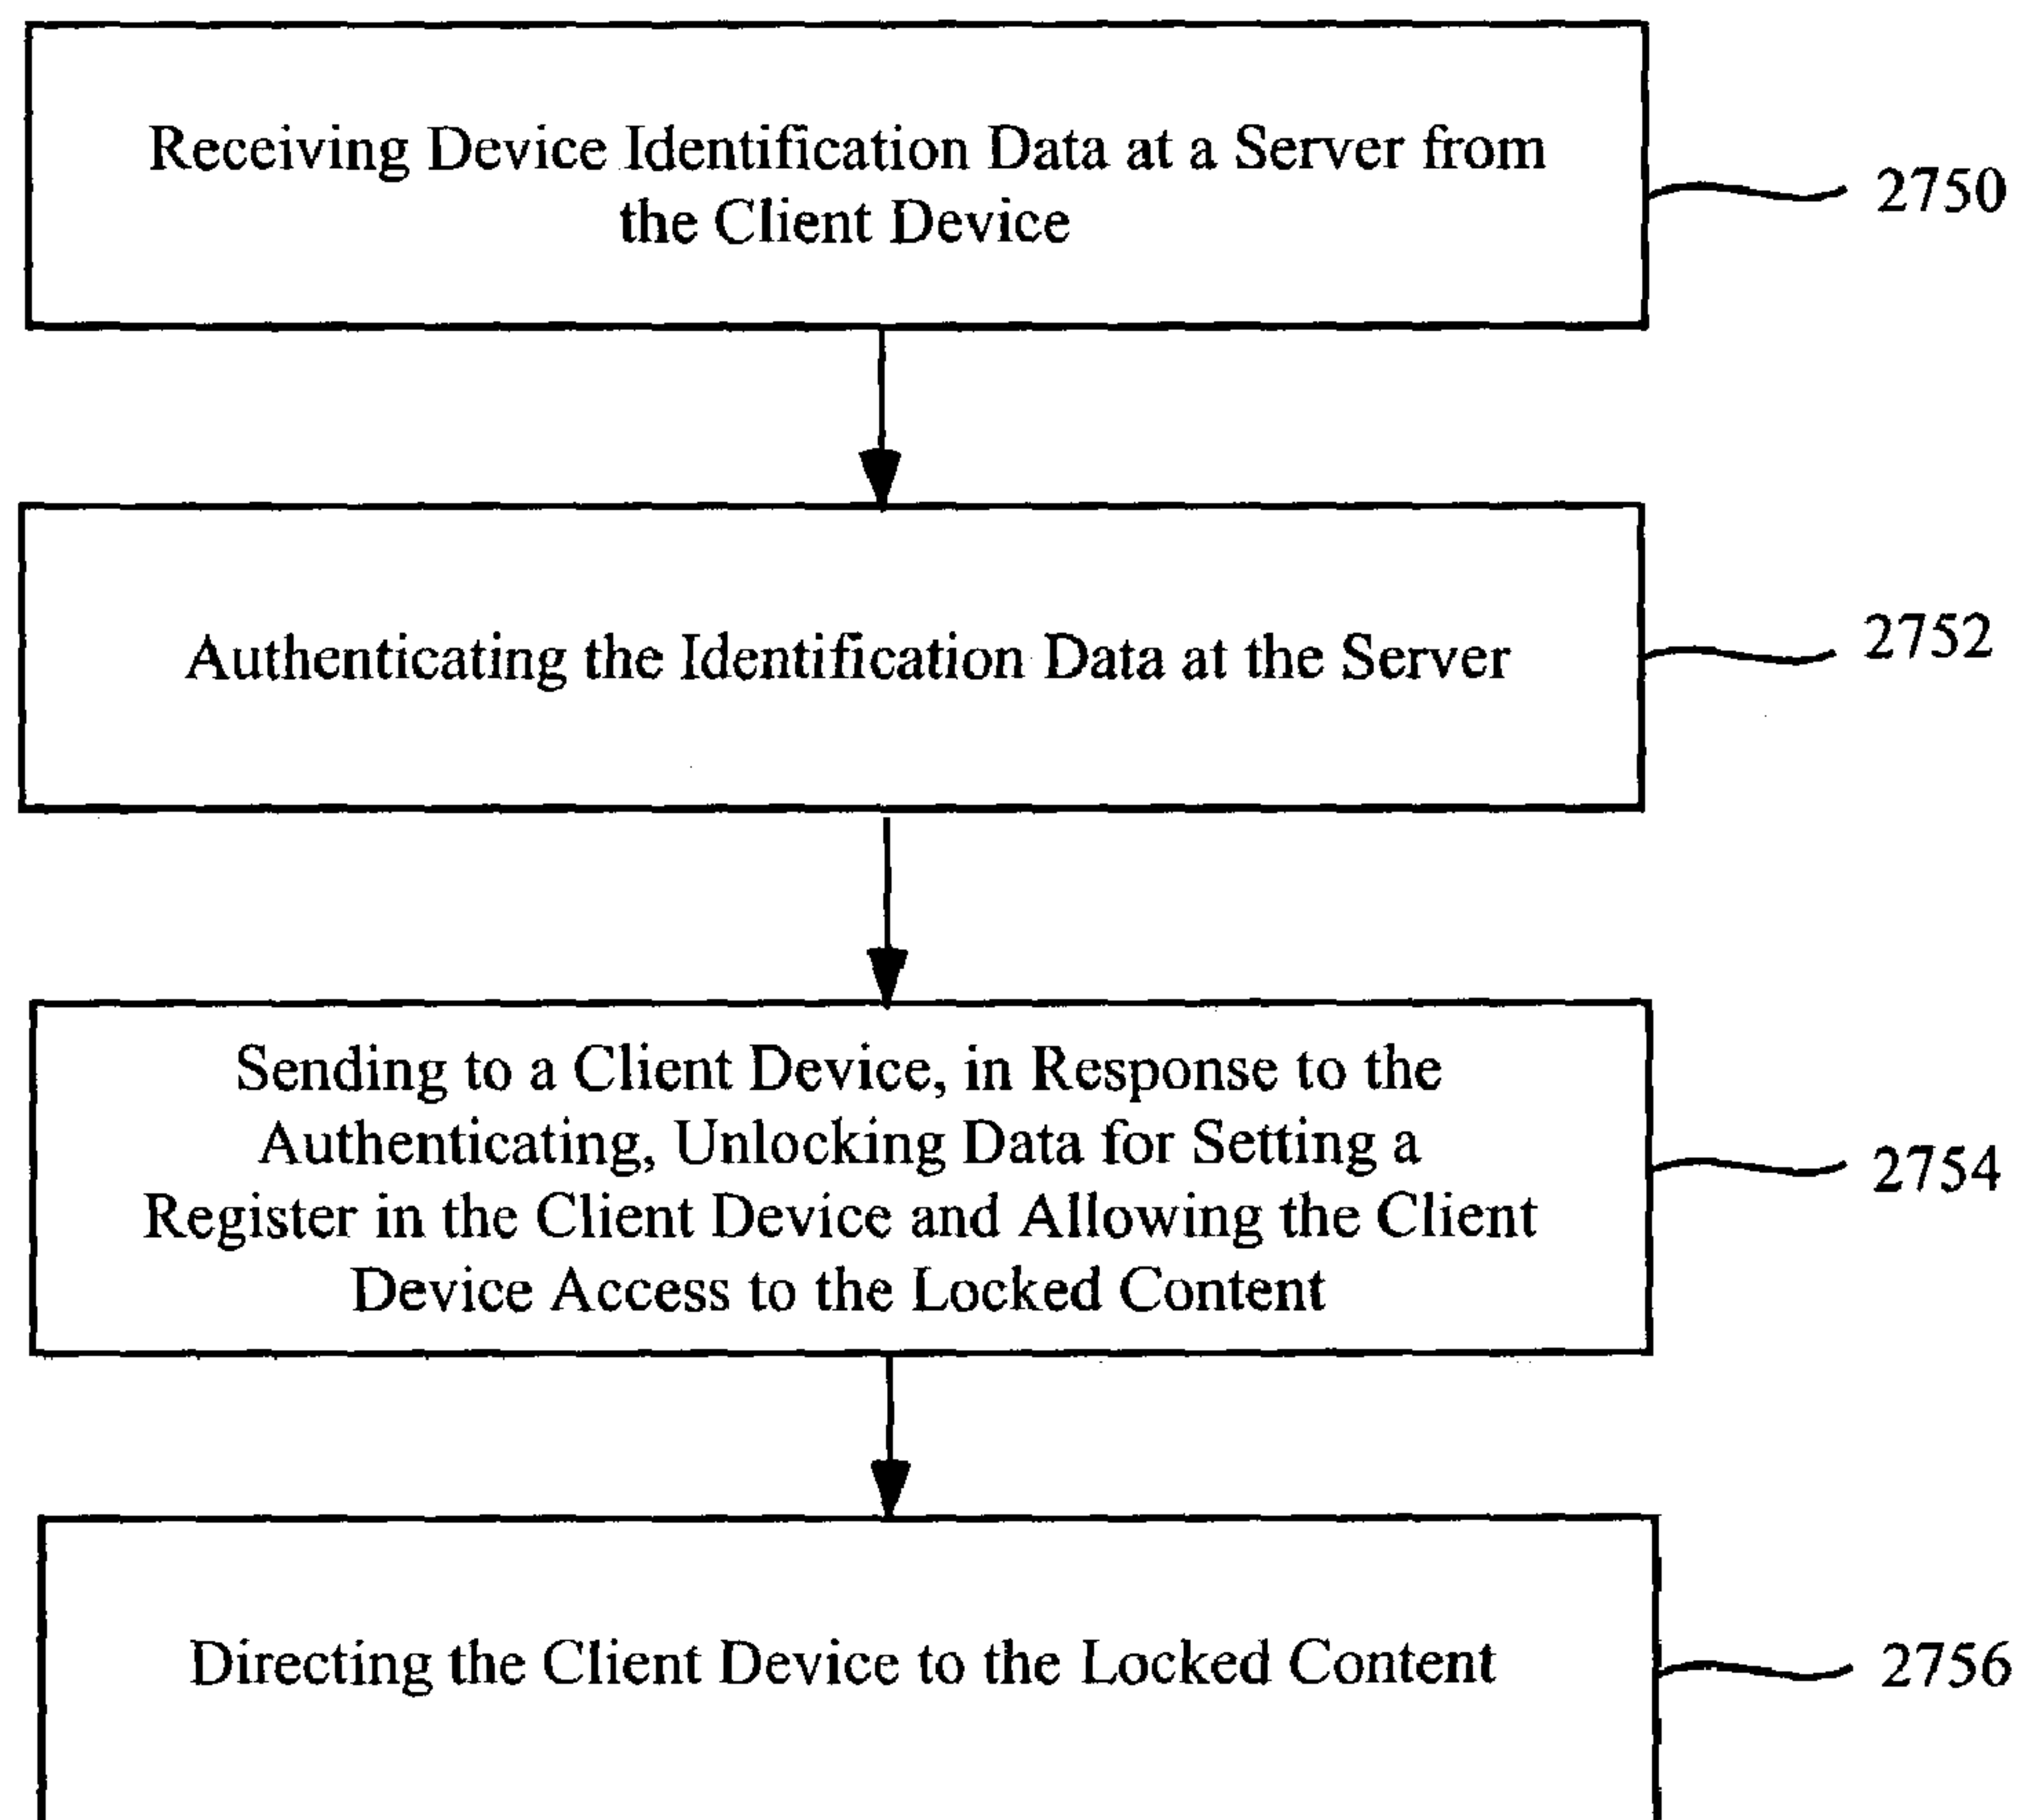 Receiving Device Identification Data at a Server from
the Client Device
2750
Authenticating the Identification Data at the Server
2752
Sending to a Client Device, in Response to the
Authenticating, Unlocking Data for Setting a
Register in the Client Device and Allowing the Client
Device Access to the Locked Content
2754
Directing the Client Device to the Locked Content
2756